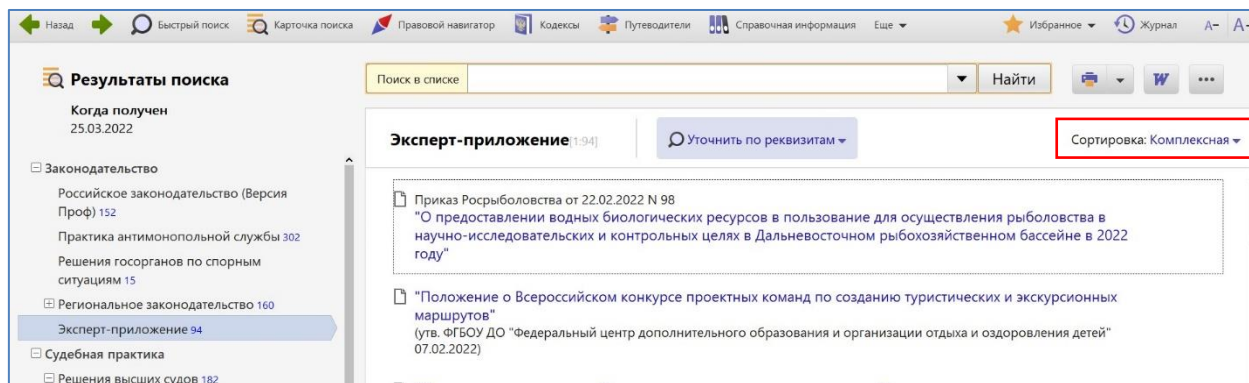 Назад Быстрый поиск Карточка поиска Правовой навигатор Кодексы Путеводители Справочная информация Еще Избранное Журнал А− А
Результаты поиска
Когда получен
25.03.2022
Законодательство
Российское законодательство (Версия
Проф) 152
Практика антимонопольной службы 302
Решения госорганов по спорным
ситуациям 15
Региональное законодательство 160
Эксперт-приложение 94
Судебная практика
Решения высших судов 182
Поиск в списке Найти W ...
Эксперт-приложение [1:94] Уточнить по реквизитам Сортировка: Комплексная
Приказ Росрыболовства от 22.02.2022 N 98
"О предоставлении водных биологических ресурсов в пользование для осуществления рыболовства в
научно-исследовательских и контрольных целях в Дальневосточном рыбохозяйственном бассейне в 2022
году"
"Положение о Всероссийском конкурсе проектных команд по созданию туристических и экскурсионных
маршрутов"
(утв. ФГБОУ ДО "Федеральный центр дополнительного образования и организации отдыха и оздоровления детей"
07.02.2022)